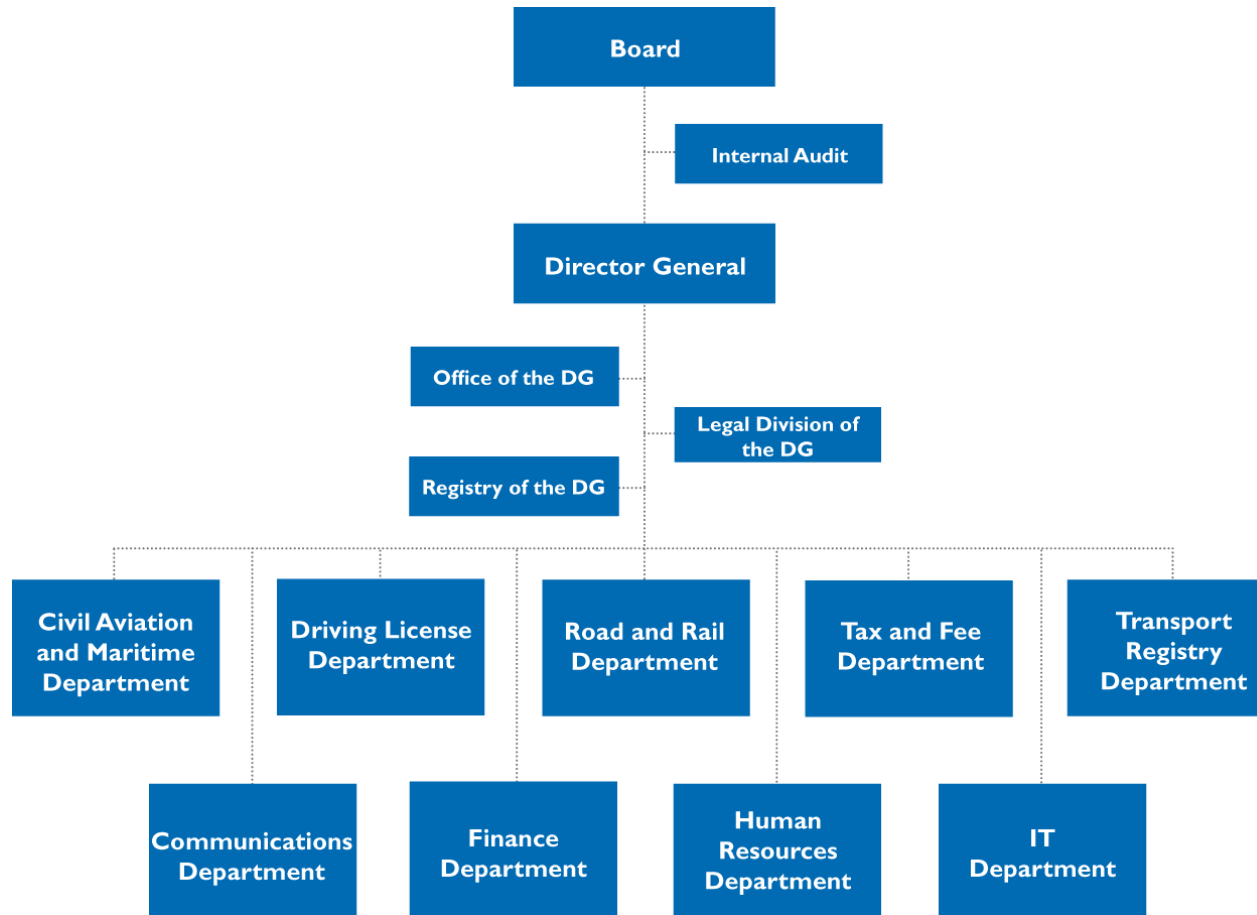 Board
Internal Audit
Director General
Office of the DG
Legal Division of
the DG
Registry of the DG
Civil Aviation
and Maritime
Department
Driving License
Department
Road and Rail
Department
Tax and Fee
Department
Transport
Registry
Department
Communications
Department
Finance
Department
Human
Resources
Department
IT
Department